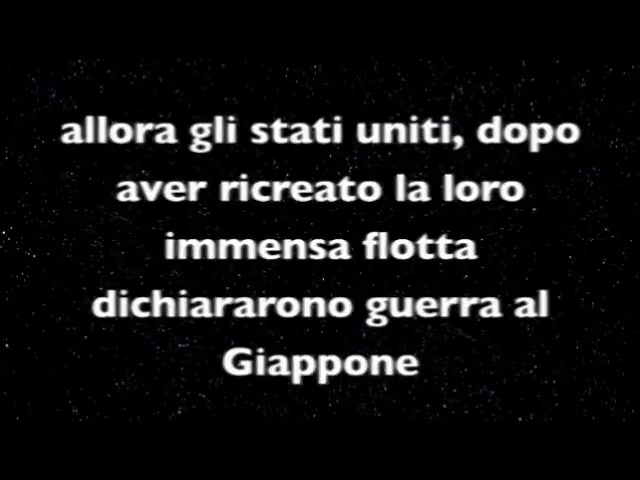 allora gli stati uniti, dopo
aver ricreato la loro
immensa flotta
dichiararono guerra al
Giappone